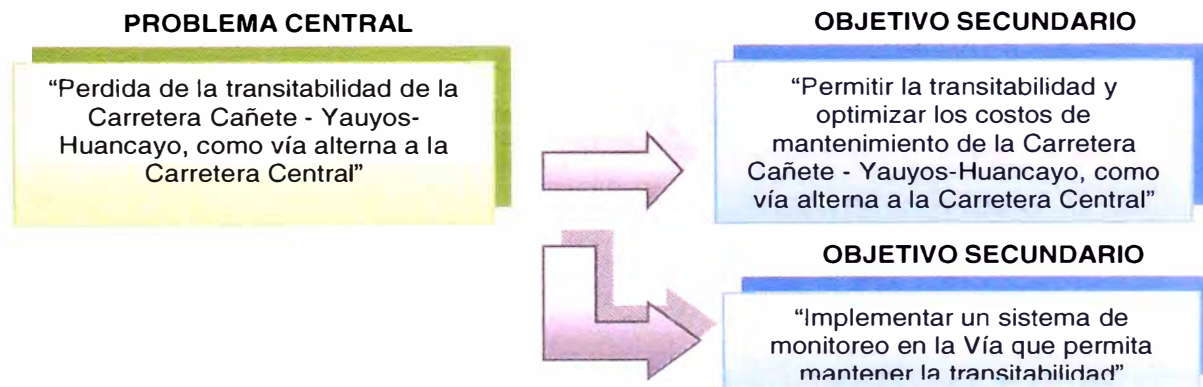 PROBLEMA CENTRAL
“Perdida de la transitabilidad de la
Carretera Cañete - Yauyos-
Huancayo, como vía alterna a la
Carretera Central”
OBJETIVO SECUNDARIO
“Permitir la transitabilidad y
optimizar los costos de
mantenimiento de la Carretera
Cañete - Yauyos-Huancayo, como
vía alterna a la Carretera Central”
OBJETIVO SECUNDARIO
“Implementar un sistema de
monitoreo en la Vía que permita
mantener la transitabilidad”